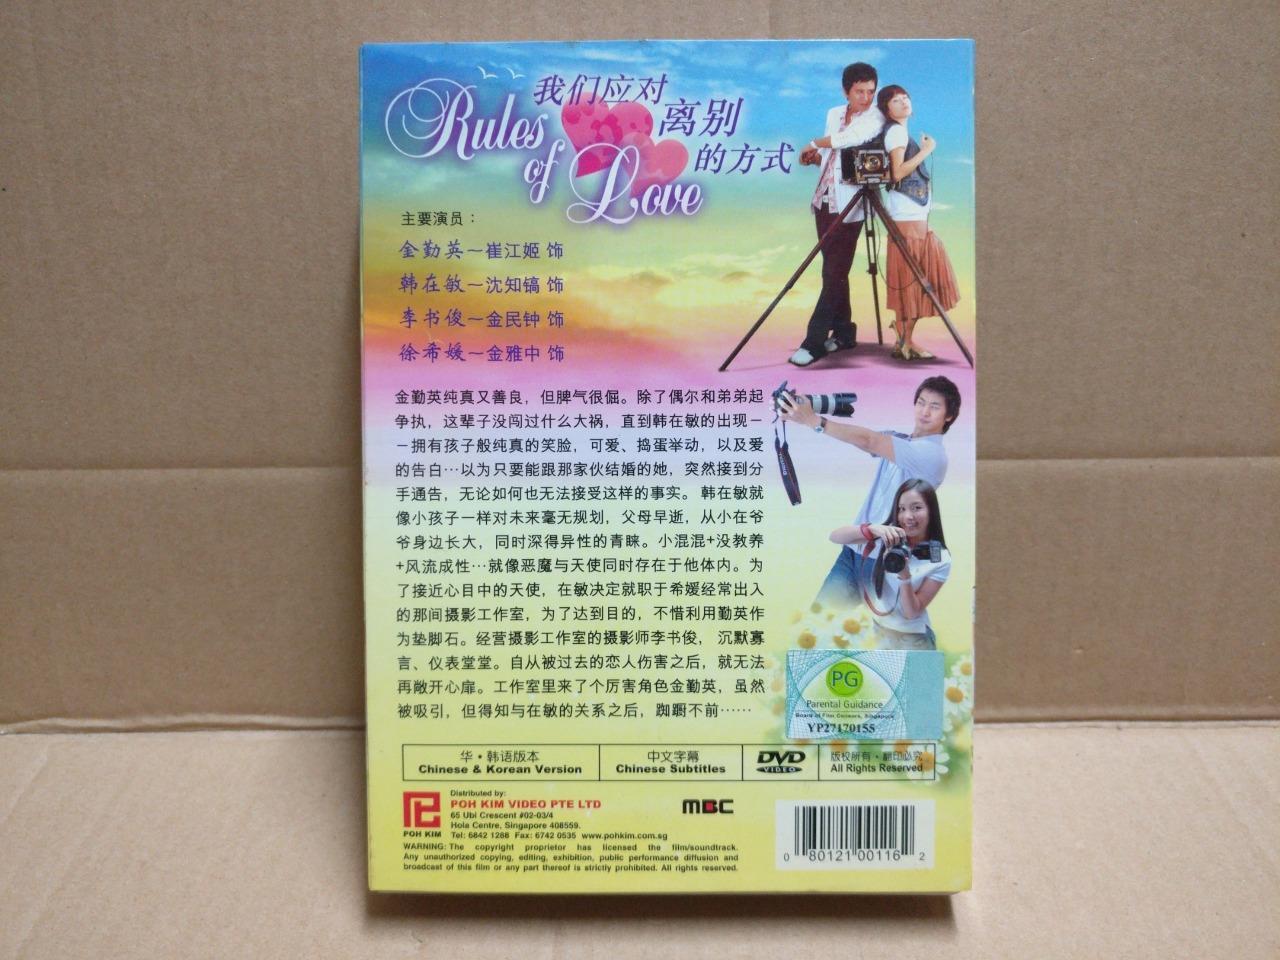 我们应对
离别
的方式
Rules
of
Love
主要演员：
金勤英～崔江姬 饰
韩在敏～沈知镐 饰
李书俊～金民钟 饰
徐希媛～金雅中 饰
金勤英纯真又善良，但脾气很倔。除了偶尔和弟弟起
争执，这辈子没闯过什么大祸，直到韩在敏的出现－
－拥有孩子般纯真的笑脸，可爱、捣蛋举动，以及爱
的告白…以为只要能跟那家伙结婚的她，突然接到分
手通告，无论如何也无法接受这样的事实。韩在敏就
像小孩子一样对未来毫无规划，父母早逝，从小在爷
爷身边长大，同时深得异性的青睐。小混混+没教养
+风流成性…就像恶魔与天使同时存在于他体内。为
了接近心目中的天使，在敏决定就职于希媛经常出入
的那间摄影工作室，为了达到目的，不惜利用勤英作
为垫脚石。经营摄影工作室的摄影师李书俊， 沉默寡
言、仪表堂堂。自从被过去的恋人伤害之后，就无法
再敞开心扉。工作室里来了个厉害角色金勤英，虽然
被吸引，但得知与在敏的关系之后，踟蹰不前……
PG
Parental Guidance
Board of Film Censors, Singapore
YP27170155
华·韩语版本
Chinese & Korean Version
中文字幕
Chinese Subtitles
DVD
VIDEO
版权所有·翻印必究
All Rights Reserved
POH KIM
Distributed by:
POH KIM VIDEO PTE LTD
65 Ubi Crescent #02-03/4
Hola Centre, Singapore 408559.
Tel: 6842 1288 Fax: 6742 0535 www.pohkim.com.sg
MBC
WARNING: The copyright proprietor has licensed the film/soundtrack.
Any unauthorized copying, editing, exhibition, public performance diffusion and
broadcast of this film or any part thereof is strictly prohibited. All rights reserved.
0 80121 00116 2